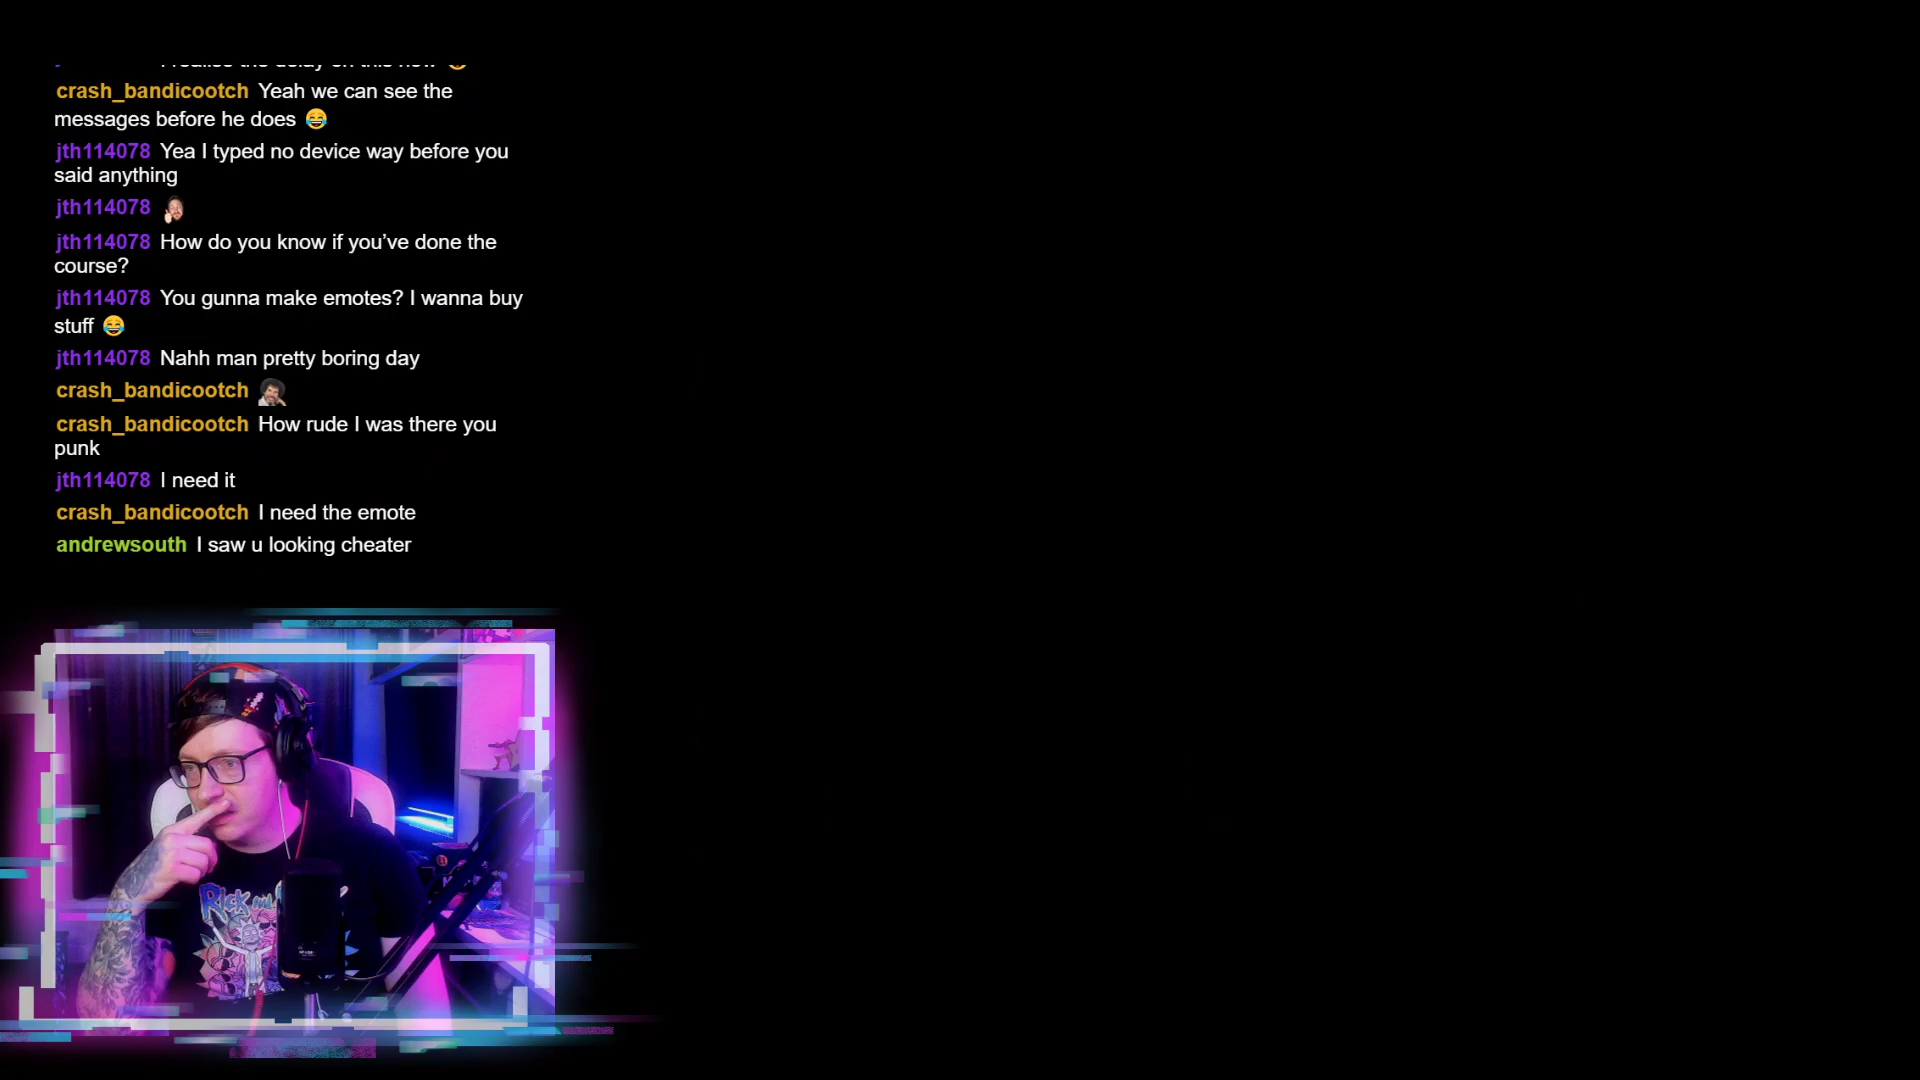 crash_bandicootch Yeah we can see the
messages before he does 😂
jth114078 Yea I typed no device way before you
said anything
jth114078
jth114078 How do you know if you’ve done the
course?
jth114078 You gunna make emotes? I wanna buy
stuff 😂
jth114078 Nahh man pretty boring day
crash_bandicootch
crash_bandicootch How rude I was there you
punk
jth114078 I need it
crash_bandicootch I need the emote
andrewsouth I saw u looking cheater
RICK and